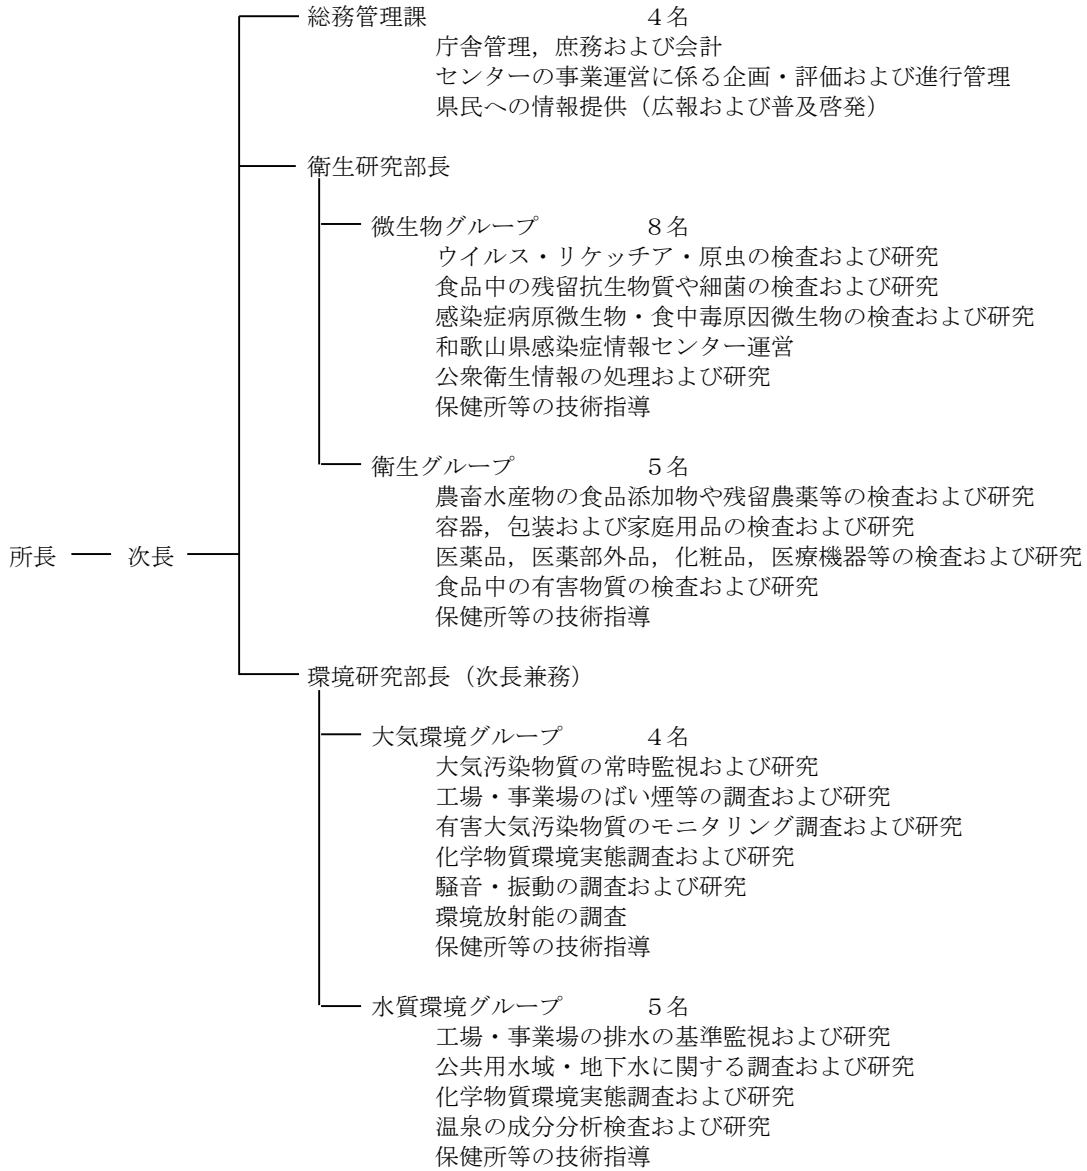 総務管理課　４名
庁舎管理，庶務および会計
センターの事業運営に係る企画・評価および進行管理
県民への情報提供（広報および普及啓発）
衛生研究部長
微生物グループ　８名
ウイルス・リケッチア・原虫の検査および研究
食品中の残留抗生物質や細菌の検査および研究
感染症病原微生物・食中毒原因微生物の検査および研究
和歌山県感染症情報センター運営
公衆衛生情報の処理および研究
保健所等の技術指導
衛生グループ　５名
農畜水産物の食品添加物や残留農薬等の検査および研究
容器，包装および家庭用品の検査および研究
所長　次長　医薬品，医薬部外品，化粧品，医療機器等の検査および研究
食品中の有害物質の検査および研究
保健所等の技術指導
環境研究部長（次長兼務）
大気環境グループ　４名
大気汚染物質の常時監視および研究
工場・事業場のばい煙等の調査および研究
有害大気汚染物質のモニタリング調査および研究
化学物質環境実態調査および研究
騒音・振動の調査および研究
環境放射能の調査
保健所等の技術指導
水質環境グループ　５名
工場・事業場の排水の基準監視および研究
公共用水域・地下水に関する調査および研究
化学物質環境実態調査および研究
温泉の成分分析検査および研究
保健所等の技術指導